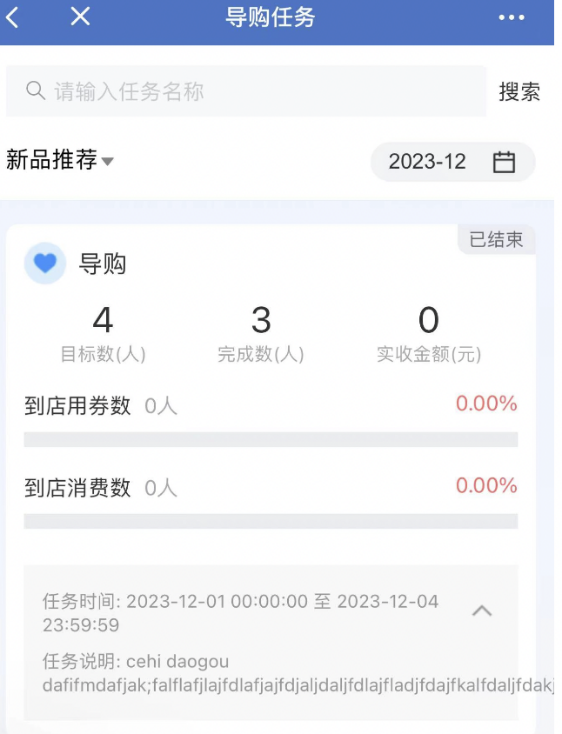 导购任务
请输入任务名称
搜索
新品推荐
2023-12
已结束
导购
4
3
0
目标数(人)
完成数(人)
实收金额(元)
到店用券数 0人
0.00%
到店消费数 0人
0.00%
任务时间: 2023-12-01 00:00:00 至 2023-12-04
23:59:59
任务说明: cehi daogou
dafifmdafjak;falflafjlajfdlafjajfdjaljdaljfdlajfladjfdajfkalfdaljfdakj